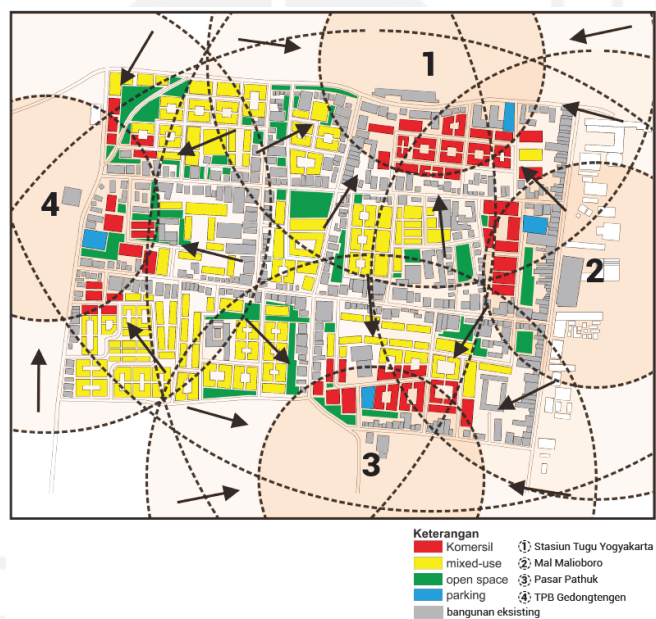 1
4
2
3
Keterangan
Komersil
mixed-use
open space
parking
bangunan eksisting
1 Stasiun Tugu Yogyakarta
2 Mal Malioboro
3 Pasar Pathuk
4 TPB Gedongtengen